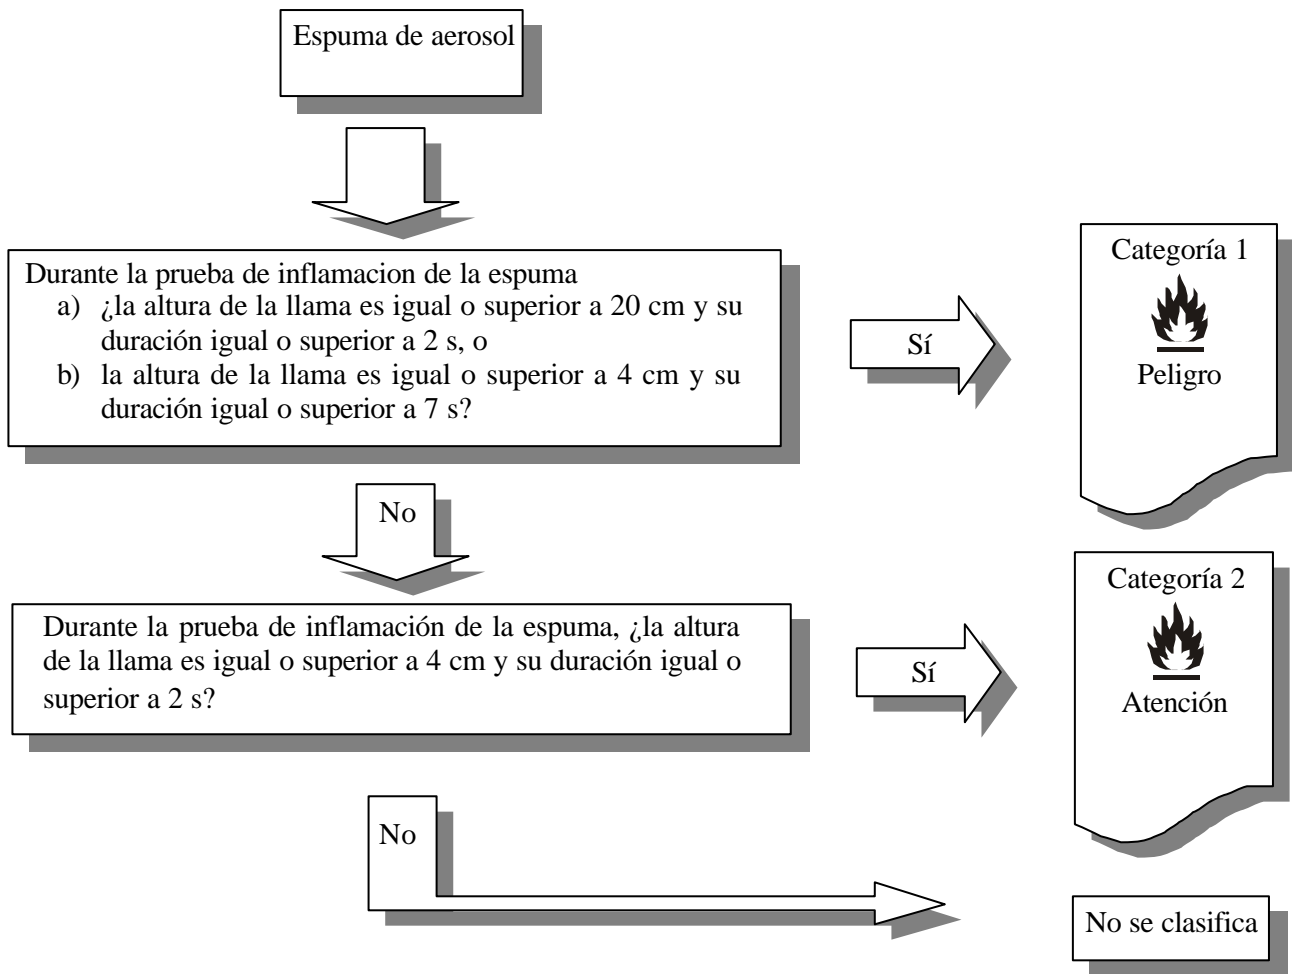 Espuma de aerosol
Durante la prueba de inflamacion de la espuma
a) ¿la altura de la llama es igual o superior a 20 cm y su
duración igual o superior a 2 s, o
b) la altura de la llama es igual o superior a 4 cm y su
duración igual o superior a 7 s?
Sí
Categoría 1
Peligro
No
Durante la prueba de inflamación de la espuma, ¿la altura
de la llama es igual o superior a 4 cm y su duración igual o
superior a 2 s?
Sí
Categoría 2
Atención
No
No se clasifica